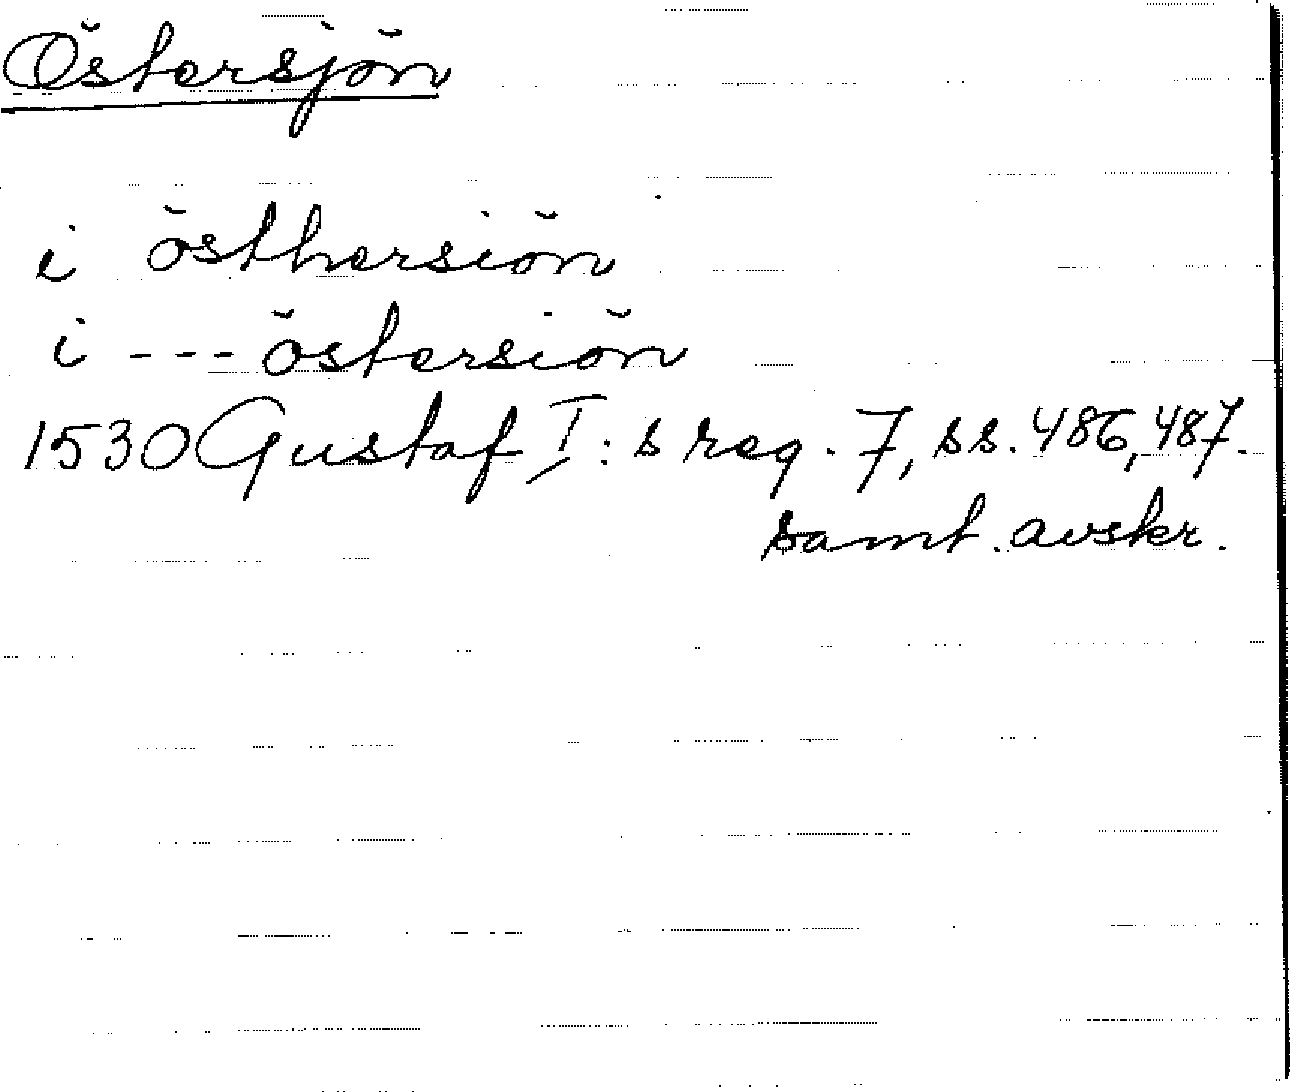 Östersjön
i östhersiön
i --- östersiön
1530 Gustaf I:s reg. 7, ss. 486, 487.
samt. avskr.